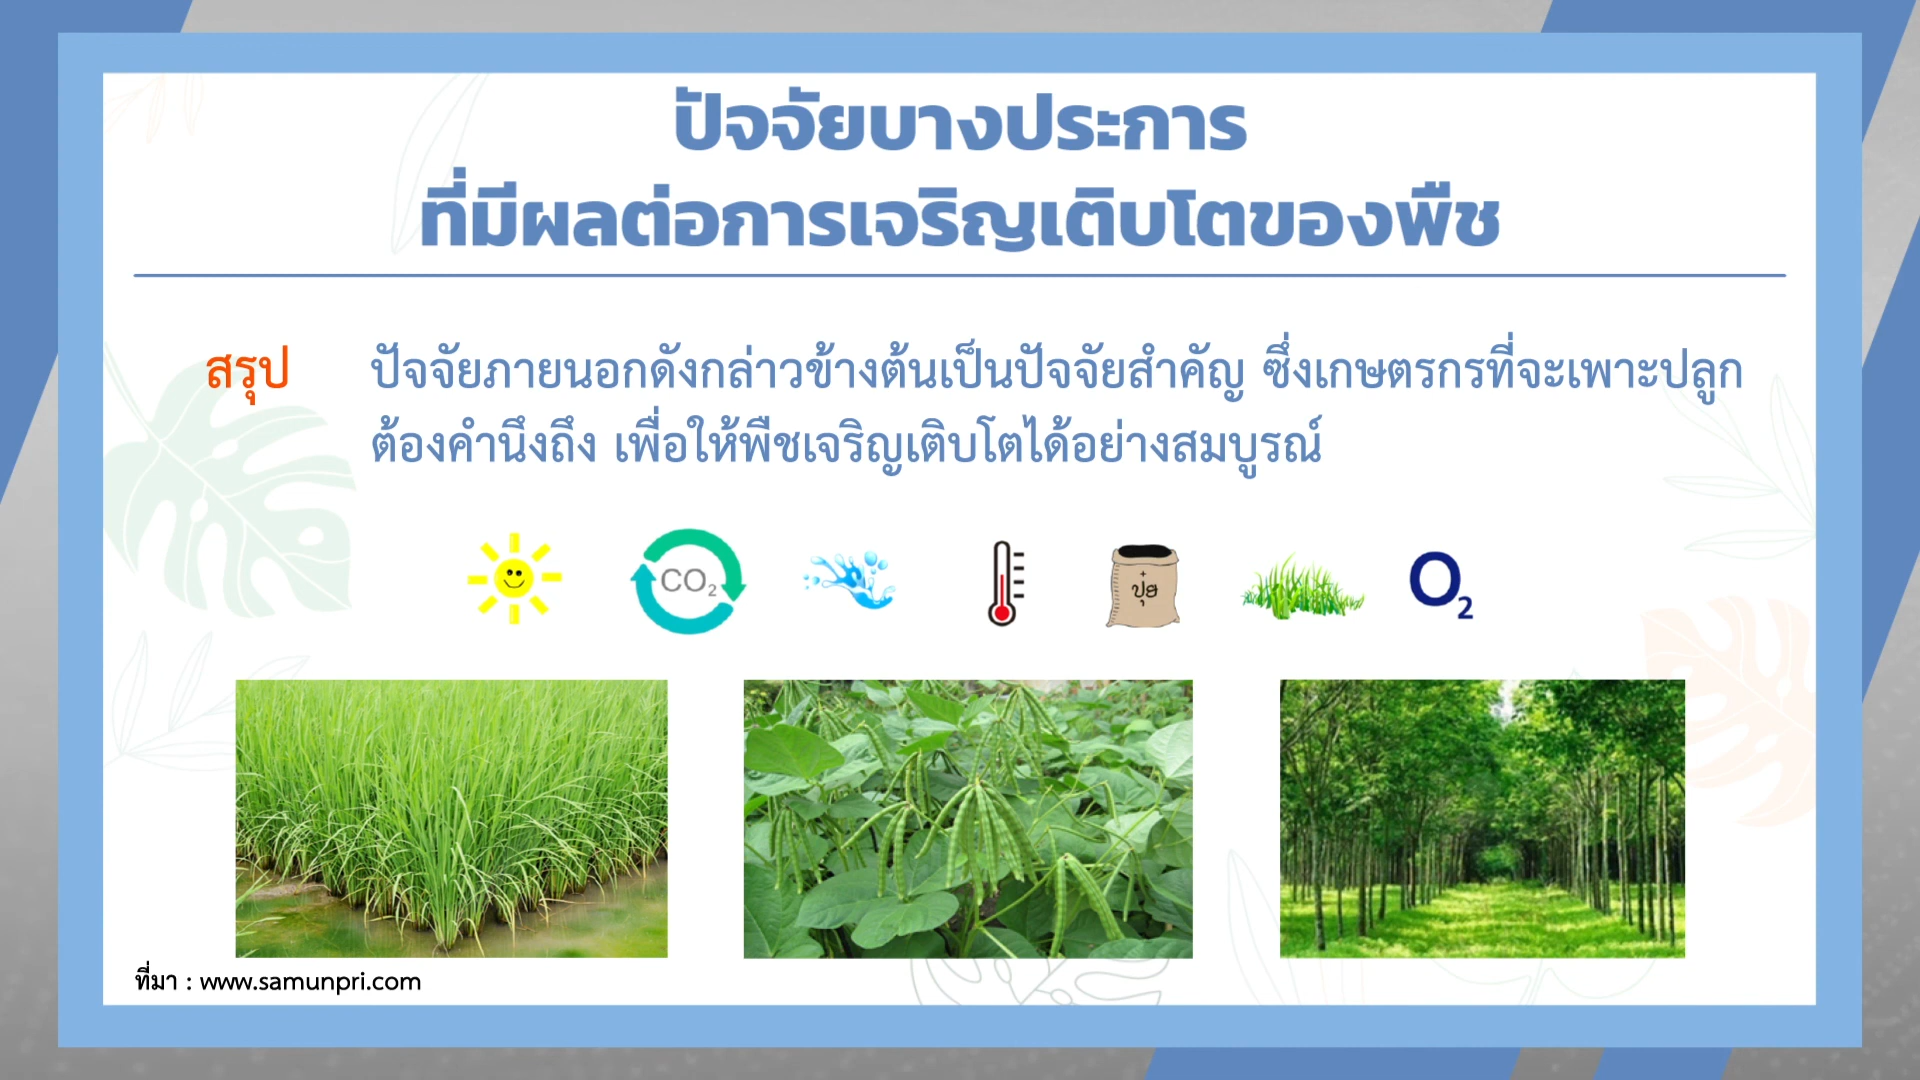 ปัจจัยบางประการ
ที่มีผลต่อการเจริญเติบโตของพืช
สรุป ปัจจัยภายนอกดังกล่าวข้างต้นเป็นปัจจัยสำคัญ ซึ่งเกษตรกรที่จะเพาะปลูก
ต้องคำนึงถึง เพื่อให้พืชเจริญเติบโตได้อย่างสมบูรณ์
CO₂ ปุ๋ย O₂
ที่มา : www.samunpri.com